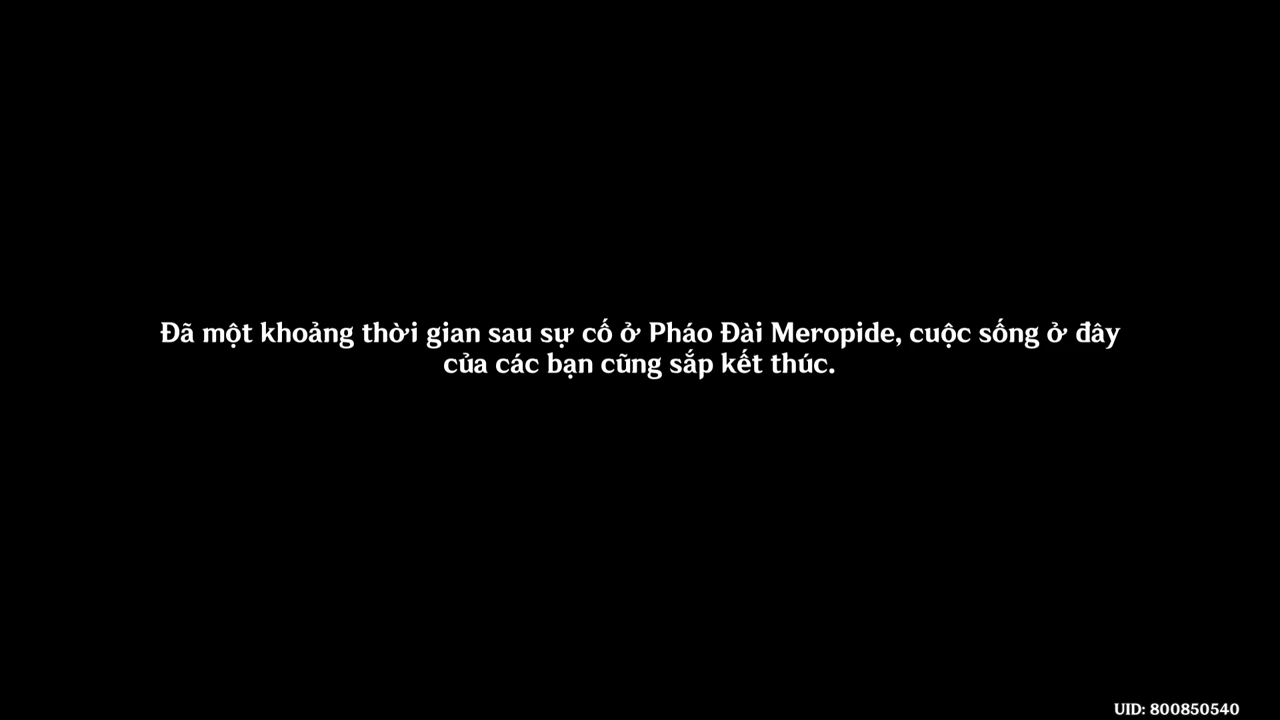 Đã một khoảng thời gian sau sự cố ở Pháo Đài Meropide, cuộc sống ở đây
của các bạn cũng sắp kết thúc.
UID: 800850540